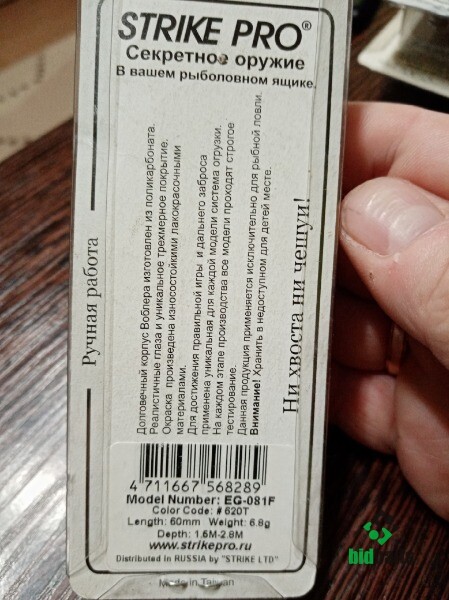 STRIKE PRO®
Секретное оружие
В вашем рыболовном ящике.
Ручная работа
Долговечный корпус Воблера изготовлен из поликарбоната.
Реалистичные глаза и уникальное трехмерное покрытие.
Окраска произведена износостойкими лакокрасочными
материалами.
Для достижения правильной игры и дальнего заброса
применена уникальная для каждой модели система огрузки.
На каждом этапе производства все модели проходят строгое
тестирование.
Данная продукция применяется исключительно для рыбной ловли.
Внимание! Хранить в недоступном для детей месте.
Ни хвоста ни чешуи!
4 711667 568289
Model Number: EG-081F
Color Code: # 620T
Length: 60mm Weight: 6.8g
Depth: 1.5M-2.8M
www.strikepro.ru
Distributed in RUSSIA by "STRIKE LTD"
Made in Taiwan